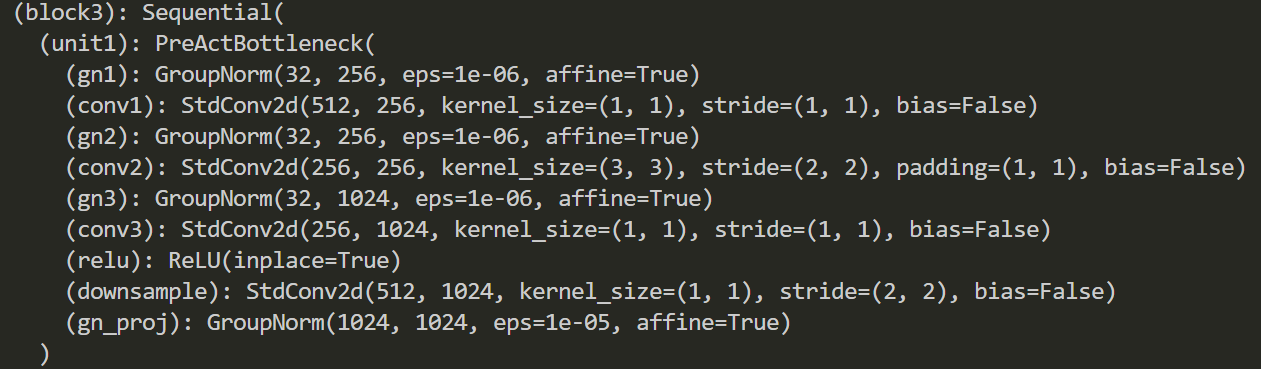 (block3): Sequential(
  (unit1): PreActBottleneck(
    (gn1): GroupNorm(32, 256, eps=1e-06, affine=True)
    (conv1): StdConv2d(512, 256, kernel_size=(1, 1), stride=(1, 1), bias=False)
    (gn2): GroupNorm(32, 256, eps=1e-06, affine=True)
    (conv2): StdConv2d(256, 256, kernel_size=(3, 3), stride=(2, 2), padding=(1, 1), bias=False)
    (gn3): GroupNorm(32, 1024, eps=1e-06, affine=True)
    (conv3): StdConv2d(256, 1024, kernel_size=(1, 1), stride=(1, 1), bias=False)
    (relu): ReLU(inplace=True)
    (downsample): StdConv2d(512, 1024, kernel_size=(1, 1), stride=(2, 2), bias=False)
    (gn_proj): GroupNorm(1024, 1024, eps=1e-05, affine=True)
  )